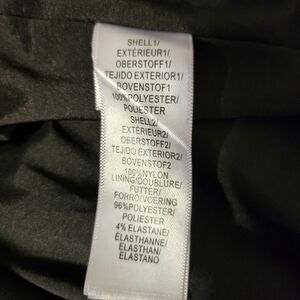 SHELL1/
EXTÉRIEUR1/
OBERSTOFF1/
TEJIDO EXTERIOR1/
BOVENSTOF1
100%POLYESTER/
POLIESTER
SHELL2/
EXTÉRIEUR2/
OBERSTOFF2/
TEJIDO EXTERIOR2/
BOVENSTOF2
100%NYLON
LINING/DOUBLURE/
FUTTER/
FORRO/VOERING
96%POLYESTER/
POLIESTER
4% ELASTANE/
ÉLASTHANNE/
ELASTHAN/
ELASTANO